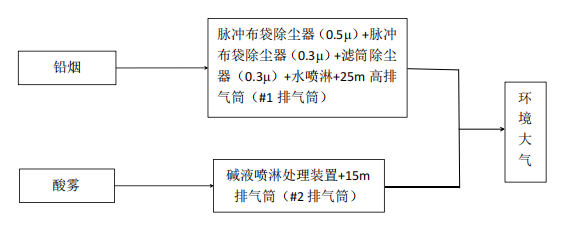 铅烟
脉冲布袋除尘器（0.5μ）+脉
冲布袋除尘器（0.3μ）+滤筒除尘
器（0.3μ）+水喷淋+25m 高排
气筒（#1 排气筒）
酸雾
碱液喷淋处理装置+15m
排气筒（#2 排气筒）
环
境
大
气